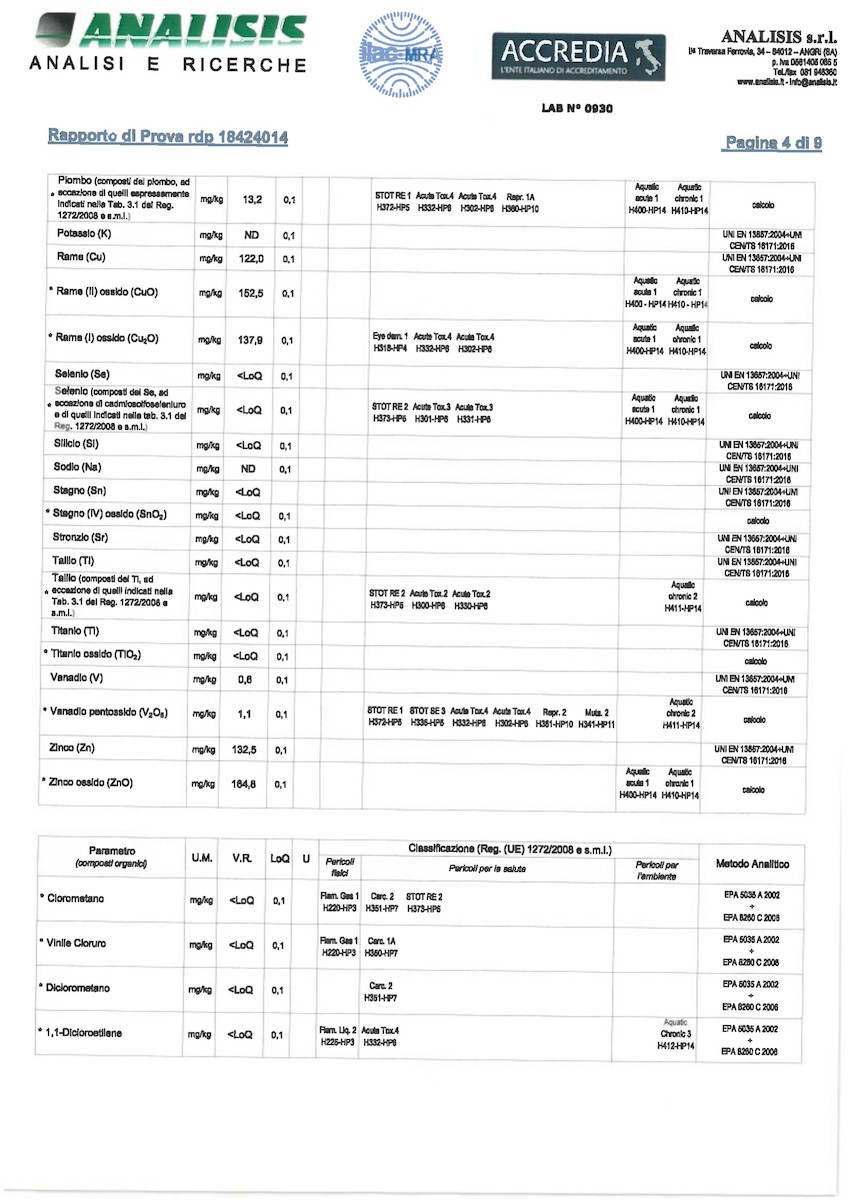 ANALISIS
ANALISI E RICERCHE
ilac-MRA
ACCREDIA
L'ENTE ITALIANO DI ACCREDITAMENTO
LAB N° 0930
ANALISIS s.r.l.
IIª Traversa Ferrovia, 34 – 84012 – ANGRI (SA)
Tel./fax 081 948360
www.analisis.it - info@analisis.it
Rapporto di Prova rdp 18424014
Pagina 4 di 9
Piombo (composti del piombo, ad
* eccezione di quelli espressamente
indicati nella Tab. 3.1 del Reg.
1272/2008 e s.m.i.)
mg/kg 13,2 0,1
STOT RE 1 Acute Tox.4 Acute Tox.4 Repr. 1A
H372-HP5 H332-HP6 H302-HP6 H360-HP10
Aquatic Aquatic
acute 1 chronic 1
H400-HP14 H410-HP14
calcolo
Potassio (K) mg/kg ND 0,1 UNI EN 13657:2004+UNI
CEN/TS 16171:2016
Rame (Cu) mg/kg 122,0 0,1 UNI EN 13657:2004+UNI
CEN/TS 16171:2016
* Rame (II) ossido (CuO) mg/kg 152,5 0,1
Aquatic Aquatic
acute 1 chronic 1
H400 - HP14 H410 - HP14
calcolo
* Rame (I) ossido (Cu₂O) mg/kg 137,9 0,1
Eye dam. 1 Acute Tox.4 Acute Tox.4
H318-HP4 H332-HP6 H302-HP6
Aquatic Aquatic
acute 1 chronic 1
H400-HP14 H410-HP14
calcolo
Selenio (Se) mg/kg <LoQ 0,1 UNI EN 13657:2004+UNI
CEN/TS 16171:2016
Selenio (composti del Se, ad
* eccezione di cadmiosolfoseleniuro
e di quelli indicati nella tab. 3.1 del
Reg. 1272/2008 e s.m.i.)
mg/kg <LoQ 0,1
STOT RE 2 Acute Tox.3 Acute Tox.3
H373-HP5 H301-HP6 H331-HP6
Aquatic Aquatic
acute 1 chronic 1
H400-HP14 H410-HP14
calcolo
Silicio (Si) mg/kg <LoQ 0,1 UNI EN 13657:2004+UNI
CEN/TS 16171:2016
Sodio (Na) mg/kg ND 0,1 UNI EN 13657:2004+UNI
CEN/TS 16171:2016
Stagno (Sn) mg/kg <LoQ UNI EN 13657:2004+UNI
CEN/TS 16171:2016
* Stagno (IV) ossido (SnO₂) mg/kg <LoQ 0,1 calcolo
Stronzio (Sr) mg/kg <LoQ 0,1 UNI EN 13657:2004+UNI
CEN/TS 16171:2016
Tallio (Tl) mg/kg <LoQ 0,1 UNI EN 13657:2004+UNI
CEN/TS 16171:2016
Tallio (composti del Tl, ad
* eccezione di quelli indicati nella
Tab. 3.1 del Reg. 1272/2008 e
s.m.i.)
mg/kg <LoQ 0,1
STOT RE 2 Acute Tox.2 Acute Tox.2
H373-HP5 H300-HP6 H330-HP6
Aquatic
chronic 2
H411-HP14
calcolo
Titanio (Ti) mg/kg <LoQ 0,1 UNI EN 13657:2004+UNI
CEN/TS 16171:2016
* Titanio ossido (TiO₂) mg/kg <LoQ 0,1 calcolo
Vanadio (V) mg/kg 0,6 0,1 UNI EN 13657:2004+UNI
CEN/TS 16171:2016
* Vanadio pentossido (V₂O₅) mg/kg 1,1 0,1
STOT RE 1 STOT SE 3 Acute Tox.4 Acute Tox.4 Repr. 2 Muta. 2
H372-HP5 H335-HP5 H332-HP6 H302-HP6 H361-HP10 H341-HP11
Aquatic
chronic 2
H411-HP14
calcolo
Zinco (Zn) mg/kg 132,5 0,1 UNI EN 13657:2004+UNI
CEN/TS 16171:2016
* Zinco ossido (ZnO) mg/kg 164,8 0,1
Aquatic Aquatic
acute 1 chronic 1
H400-HP14 H410-HP14
calcolo
Parametro
(composti organici)
U.M. V.R. LoQ U
Classificazione (Reg. (UE) 1272/2008 e s.m.i.)
Pericoli
fisici
Pericoli per la salute
Pericoli per
l'ambiente
Metodo Analitico
* Clorometano mg/kg <LoQ 0,1
Flam. Gas 1 Carc. 2 STOT RE 2
H220-HP3 H351-HP7 H373-HP5
EPA 5035 A 2002
+
EPA 8260 C 2006
* Vinile Cloruro mg/kg <LoQ 0,1
Flam. Gas 1 Carc. 1A
H220-HP3 H350-HP7
EPA 5035 A 2002
+
EPA 8260 C 2006
* Diclorometano mg/kg <LoQ 0,1
Carc. 2
H351-HP7
EPA 5035 A 2002
+
EPA 8260 C 2006
* 1,1-Dicloroetilene mg/kg <LoQ 0,1
Flam. Liq. 2 Acute Tox.4
H225-HP3 H332-HP6
Aquatic
Chronic 3
H412-HP14
EPA 5035 A 2002
+
EPA 8260 C 2006